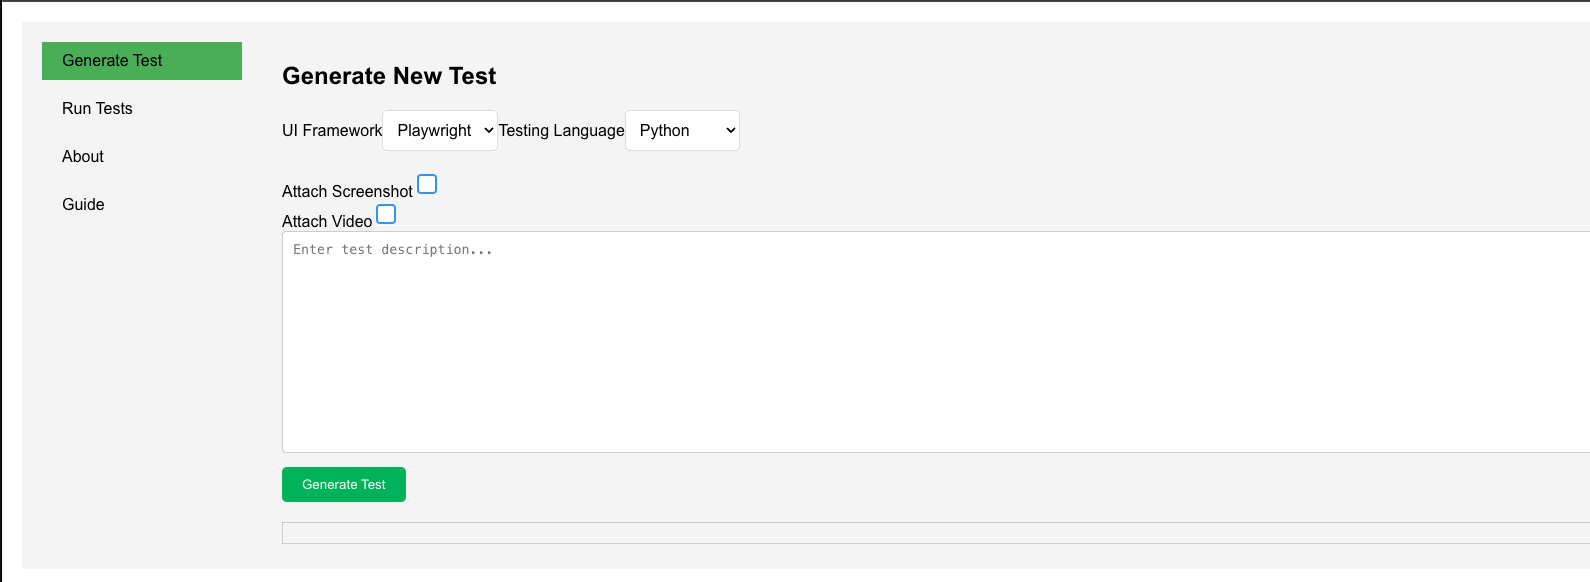 Generate Test
Run Tests
About
Guide
Generate New Test
UI Framework Playwright Testing Language Python
Attach Screenshot
Attach Video
Enter test description...
Generate Test